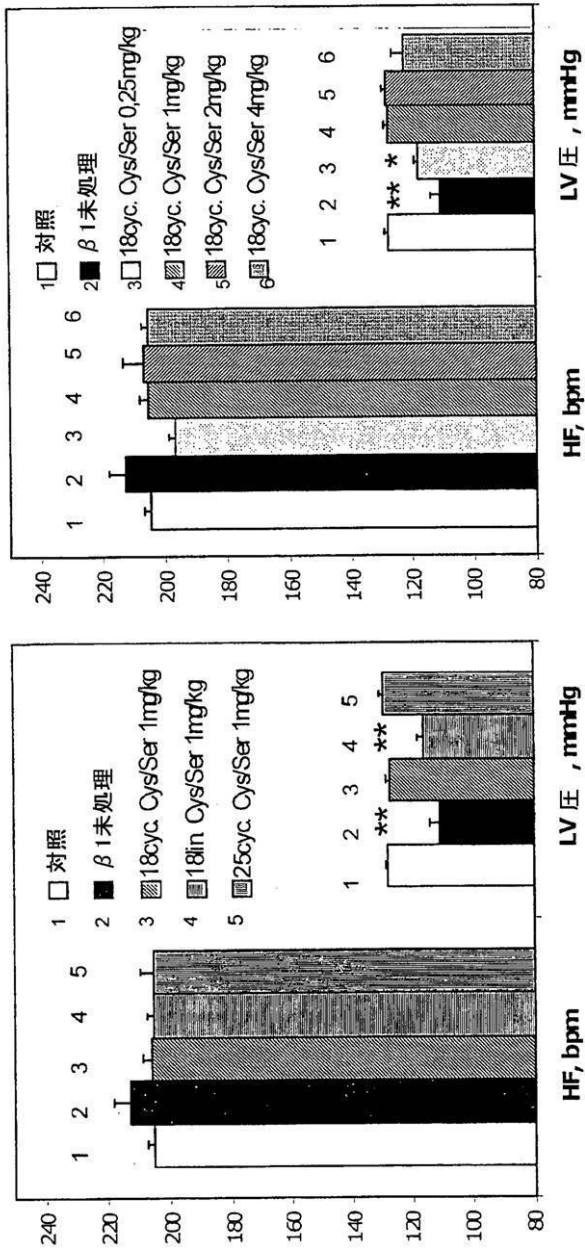 240
220
200
180
160
140
120
100
80
1 2 3 4 5
1 対照
2 β1未処理
3 18cyc. Cys/Ser 1mg/kg
4 18lin. Cys/Ser 1mg/kg
5 25cyc. Cys/Ser 1mg/kg
** **
1 2 3 4 5
HF, bpm
LV 圧 , mmHg
240
220
200
180
160
140
120
100
80
1 2 3 4 5 6
1 対照
2 β1未処理
3 18cyc. Cys/Ser 0,25mg/kg
4 18cyc. Cys/Ser 1mg/kg
5 18cyc. Cys/Ser 2mg/kg
6 18cyc. Cys/Ser 4mg/kg
** *
1 2 3 4 5 6
HF, bpm
LV 圧 , mmHg